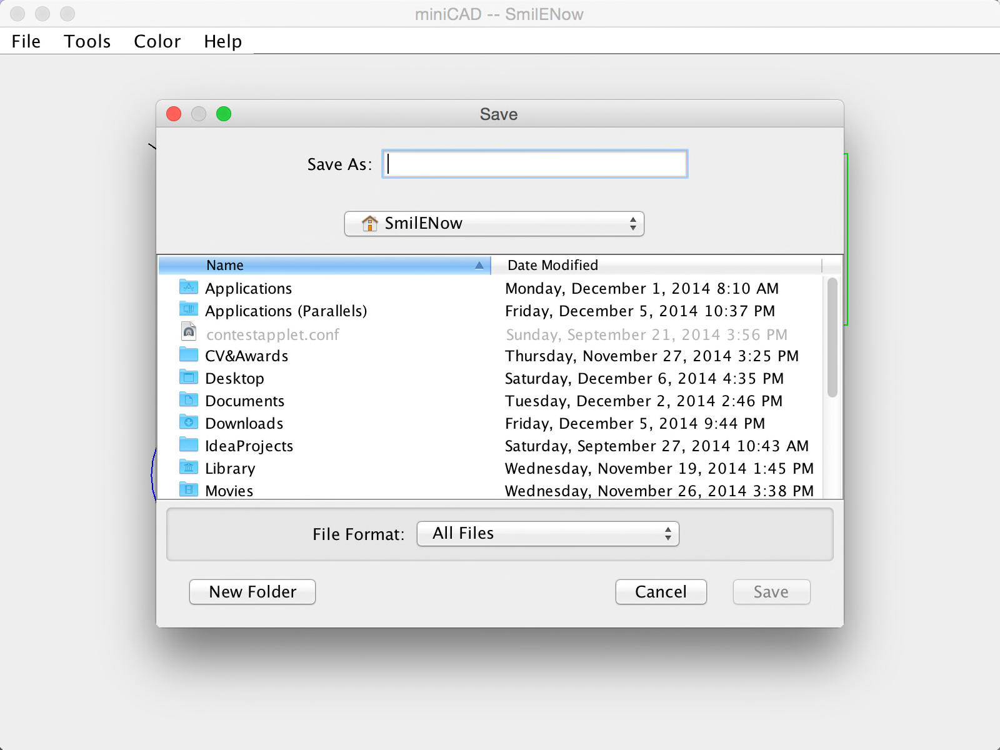 miniCAD -- SmilENow
File Tools Color Help
Save
Save As:
SmilENow
Name Date Modified
Applications Monday, December 1, 2014 8:10 AM
Applications (Parallels) Friday, December 5, 2014 10:37 PM
contestapplet.conf Sunday, September 21, 2014 3:56 PM
CV&Awards Thursday, November 27, 2014 3:25 PM
Desktop Saturday, December 6, 2014 4:35 PM
Documents Tuesday, December 2, 2014 2:46 PM
Downloads Friday, December 5, 2014 9:44 PM
IdeaProjects Saturday, September 27, 2014 10:43 AM
Library Wednesday, November 19, 2014 1:45 PM
Movies Wednesday, November 26, 2014 3:38 PM
File Format: All Files
New Folder Cancel Save